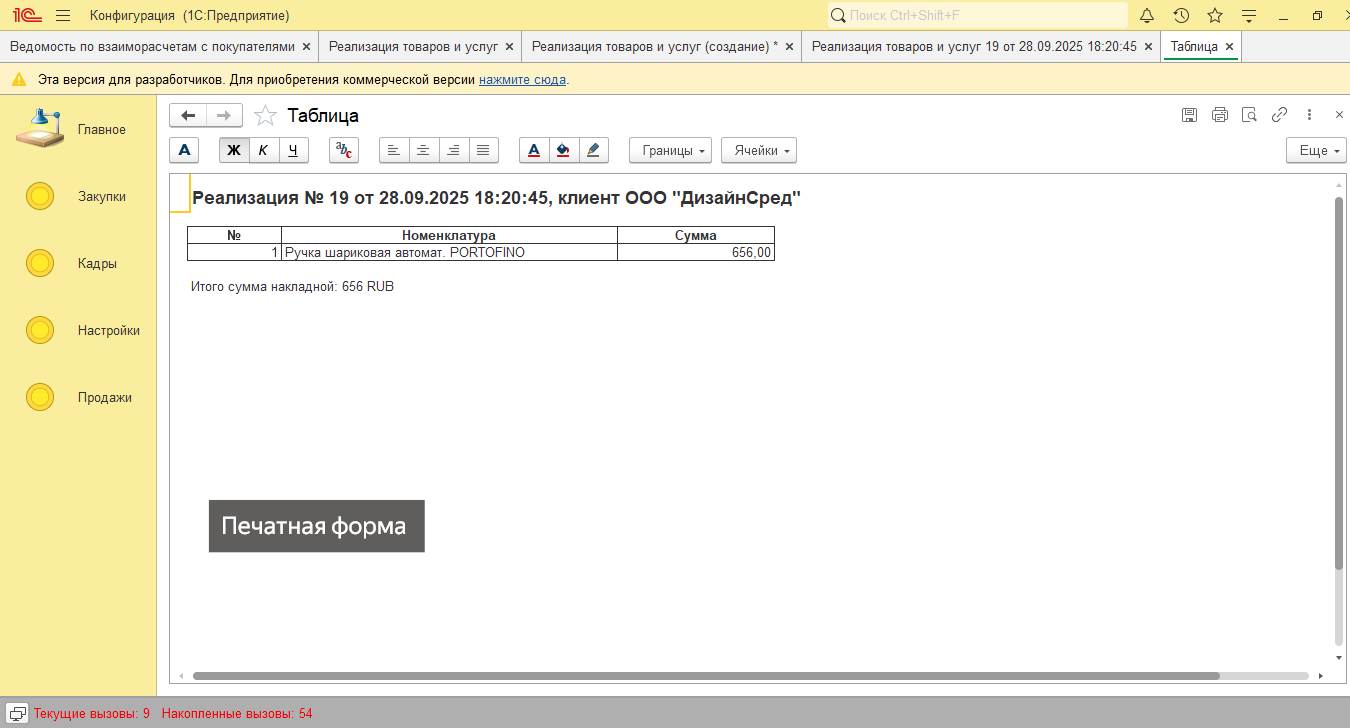 1С Конфигурация (1С:Предприятие) Поиск Ctrl+Shift+F
Ведомость по взаиморасчетам с покупателями × Реализация товаров и услуг × Реализация товаров и услуг (создание) * × Реализация товаров и услуг 19 от 28.09.2025 18:20:45 × Таблица ×
Эта версия для разработчиков. Для приобретения коммерческой версии нажмите сюда.
Главное
Закупки
Кадры
Настройки
Продажи
Таблица
А Ж К Ч abc А Границы Ячейки Еще
Реализация № 19 от 28.09.2025 18:20:45, клиент ООО "ДизайнСред"
№ Номенклатура Сумма
1 Ручка шариковая автомат. PORTOFINO 656,00
Итого сумма накладной: 656 RUB
Печатная форма
Текущие вызовы: 9 Накопленные вызовы: 54